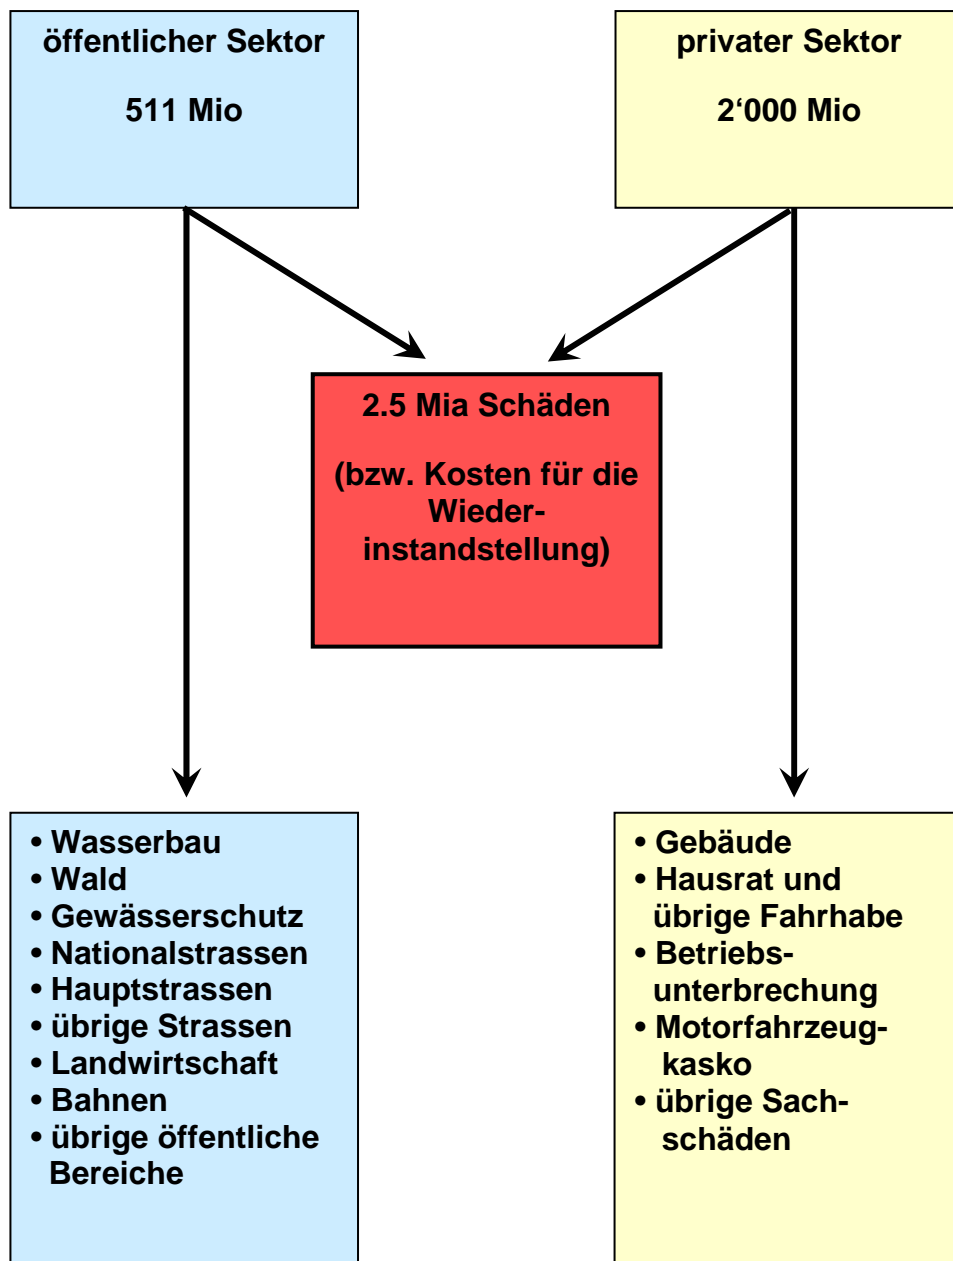 öffentlicher Sektor
511 Mio
privater Sektor
2‘000 Mio
2.5 Mia Schäden
(bzw. Kosten für die
Wieder-
instandstellung)
• Wasserbau
• Wald
• Gewässerschutz
• Nationalstrassen
• Hauptstrassen
• übrige Strassen
• Landwirtschaft
• Bahnen
• übrige öffentliche
Bereiche
• Gebäude
• Hausrat und
übrige Fahrhabe
• Betriebs-
unterbrechung
• Motorfahrzeug-
kasko
• übrige Sach-
schäden